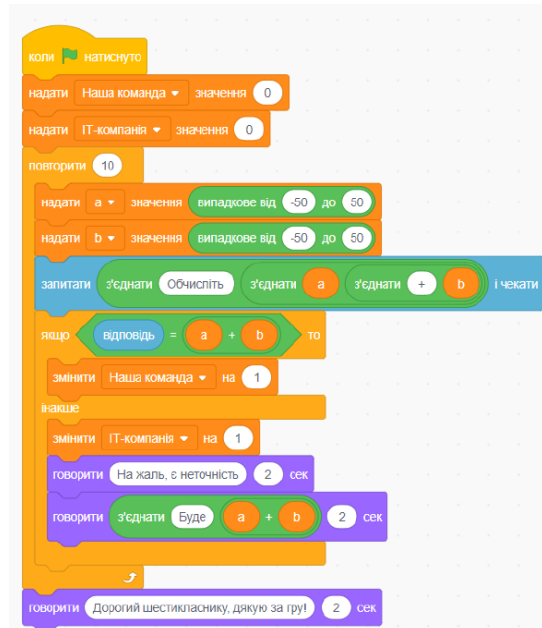 коли натиснуто
надати Наша команда значення 0
надати ІТ-компанія значення 0
повторити 10
надати a значення випадкове від -50 до 50
надати b значення випадкове від -50 до 50
запитати з'єднати Обчисліть з'єднати a з'єднати + b і чекати
якщо відповідь = a + b то
змінити Наша команда на 1
інакше
змінити ІТ-компанія на 1
говорити На жаль, є неточність 2 сек
говорити з'єднати Буде a + b 2 сек
говорити Дорогий шестикласнику, дякую за гру! 2 сек